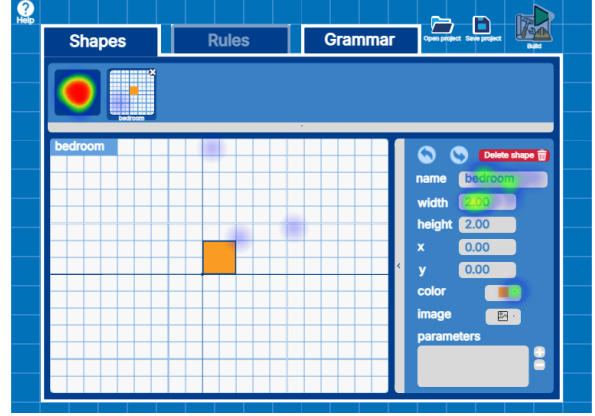 Help
Shapes
Rules
Grammar
Open project
Save project
Build
bedroom
bedroom
Delete shape
name bedroom
width 2.00
height 2.00
x 0.00
y 0.00
color
image
parameters